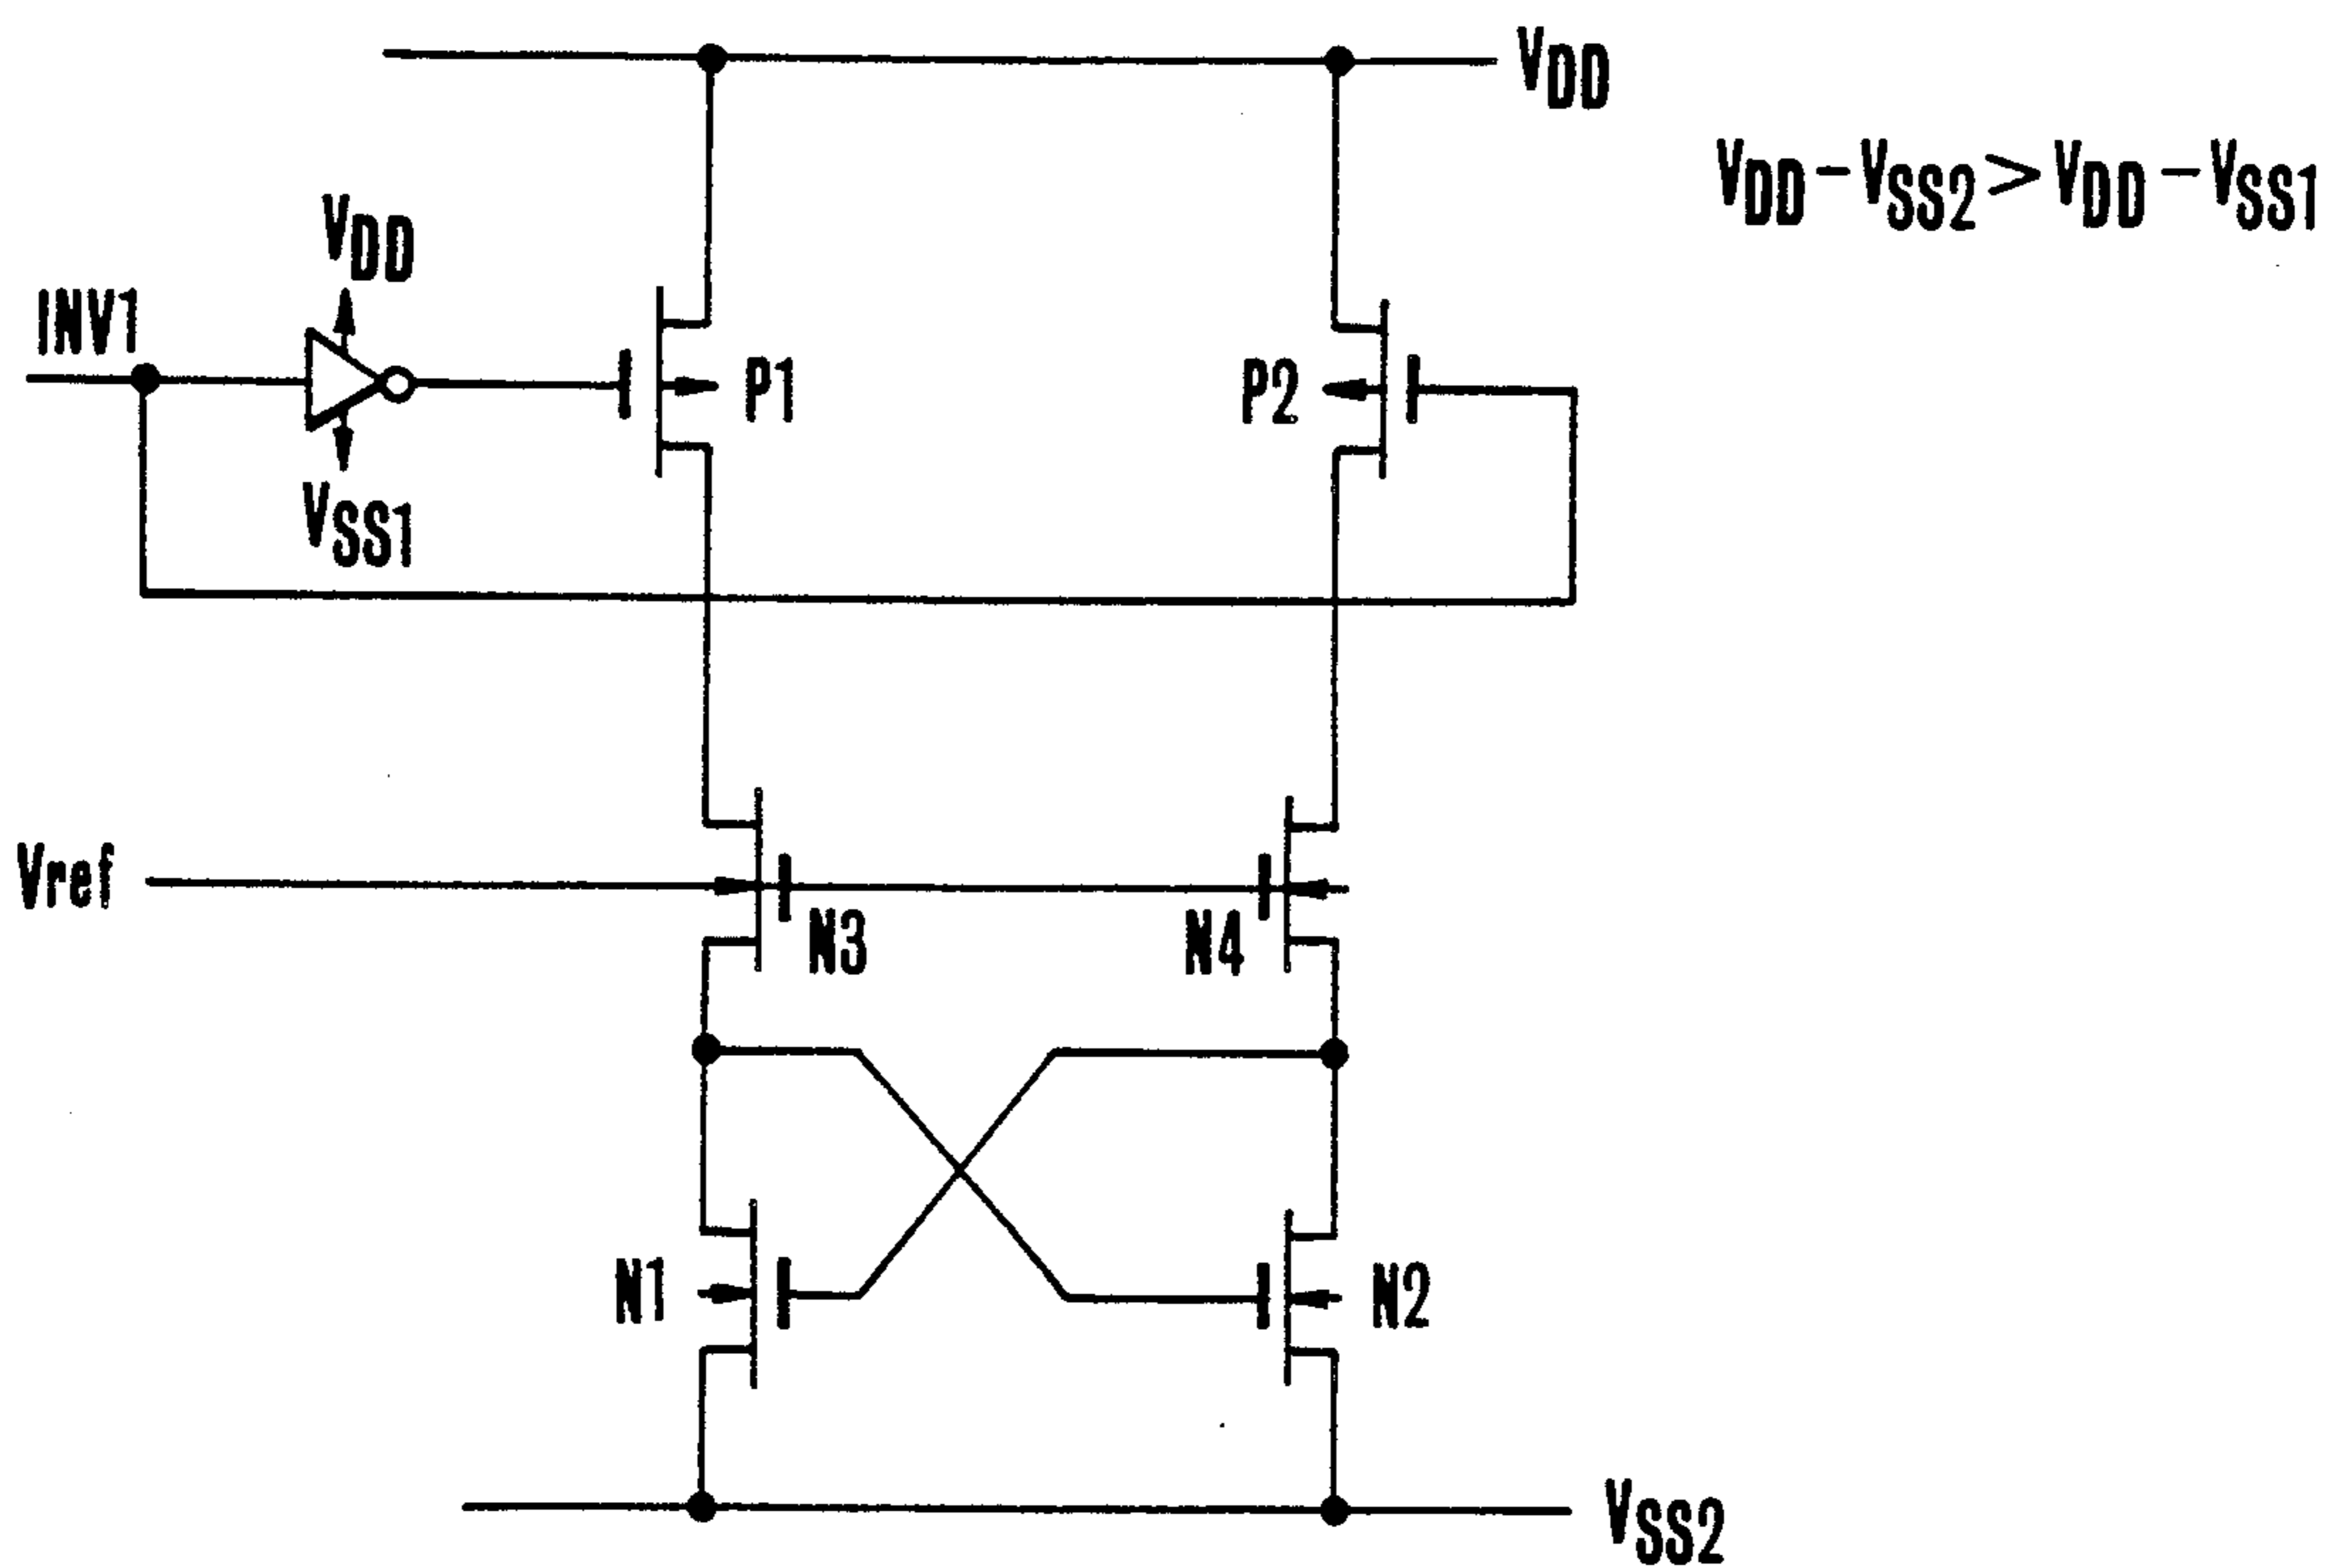 VDD
VDD-VSS2>VDD-VSS1
VDD
INV1
P1
P2
VSS1
Vref
N3
N4
N1
N2
VSS2